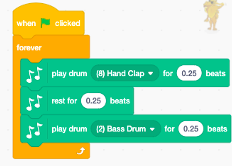 when clicked
forever
play drum (8) Hand Clap for 0.25 beats
rest for 0.25 beats
play drum (2) Bass Drum for 0.25 beats